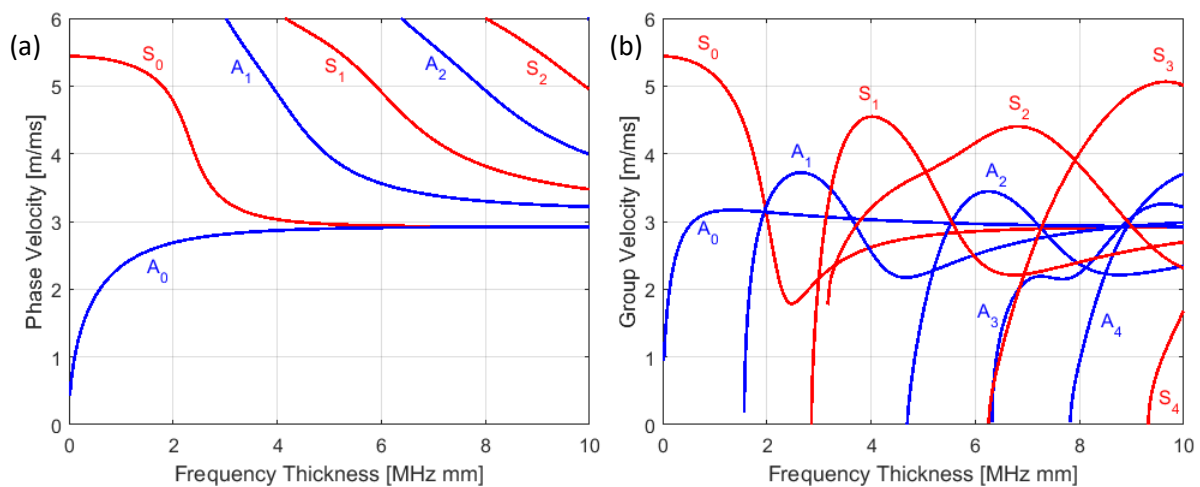 (a)
6
5
4
3
2
1
0
Phase Velocity [m/ms]
S₀
A₁
S₁
A₂
S₂
A₀
0 2 4 6 8 10
Frequency Thickness [MHz mm]
(b)
6
5
4
3
2
1
0
Group Velocity [m/ms]
S₀
S₃
S₁
S₂
A₁
A₂
A₀
A₃
A₄
S₄
0 2 4 6 8 10
Frequency Thickness [MHz mm]